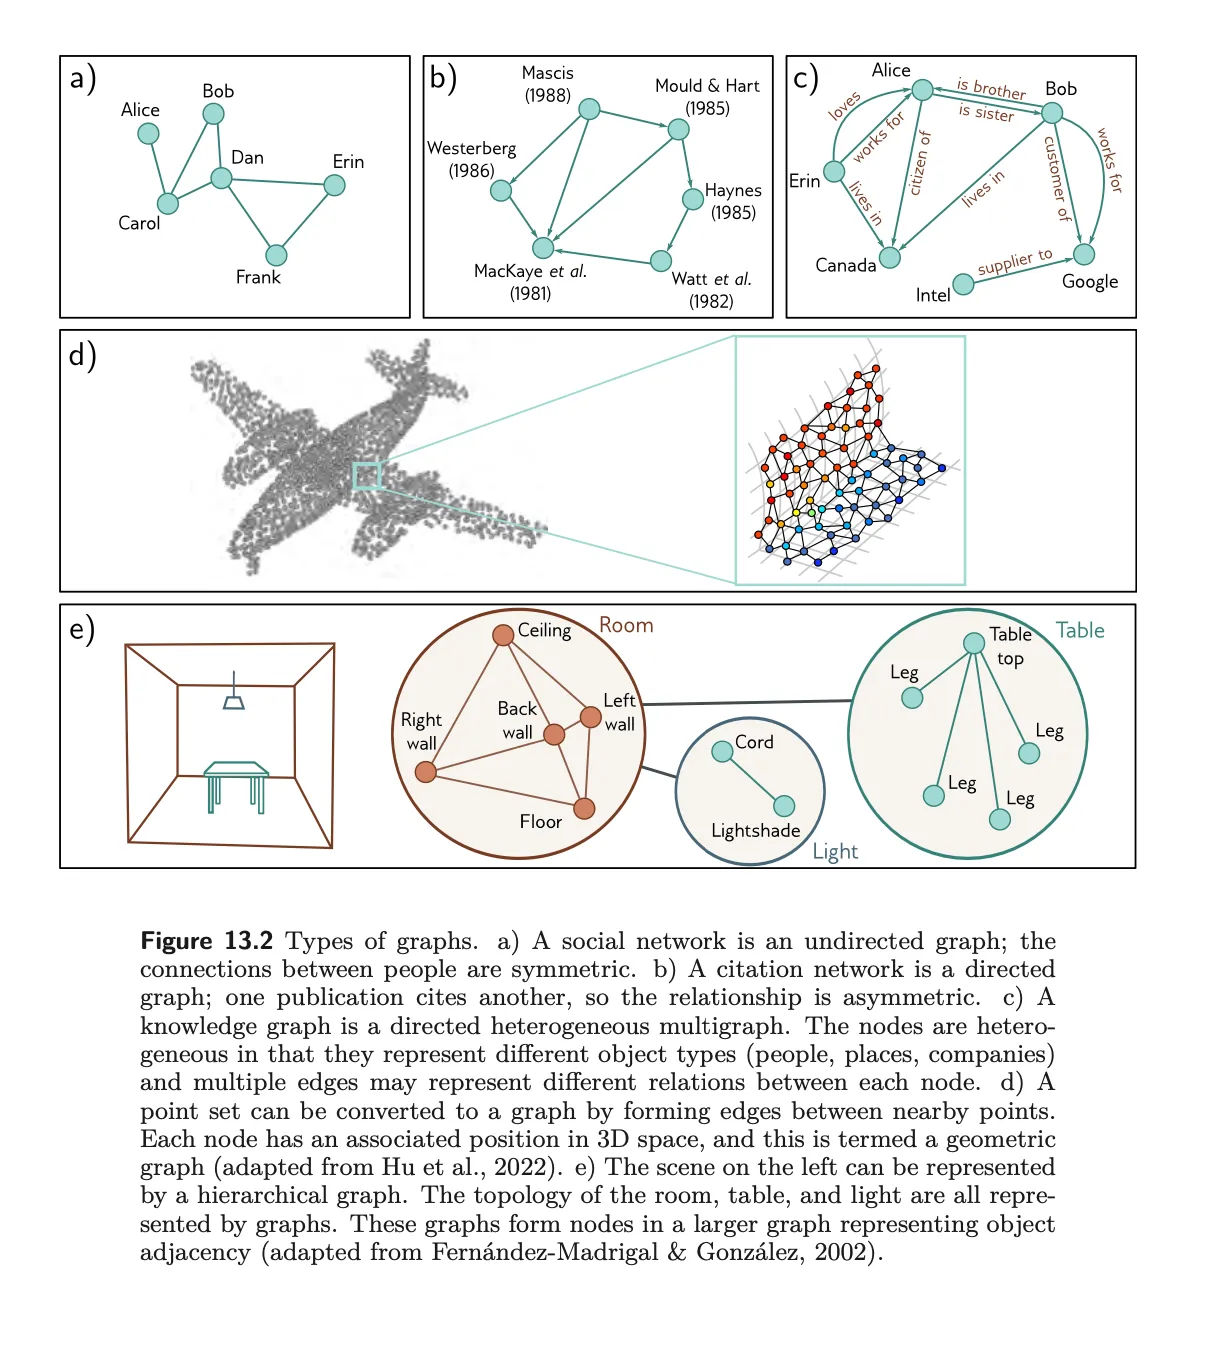 a)
Alice
Bob
Dan
Erin
Carol
Frank
b)
Mascis
(1988)
Mould & Hart
(1985)
Westerberg
(1986)
Haynes
(1985)
MacKaye et al.
(1981)
Watt et al.
(1982)
c)
Alice
Bob
is brother
is sister
loves
works for
citizen of
lives in
customer of
works for
Erin
lives in
Canada
supplier to
Intel
Google
d)
e)
Ceiling
Room
Right
wall
Back
wall
Left
wall
Floor
Cord
Lightshade
Light
Table
top
Table
Leg
Leg
Leg
Leg
Figure 13.2 Types of graphs. a) A social network is an undirected graph; the
connections between people are symmetric. b) A citation network is a directed
graph; one publication cites another, so the relationship is asymmetric. c) A
knowledge graph is a directed heterogeneous multigraph. The nodes are hetero-
geneous in that they represent different object types (people, places, companies)
and multiple edges may represent different relations between each node. d) A
point set can be converted to a graph by forming edges between nearby points.
Each node has an associated position in 3D space, and this is termed a geometric
graph (adapted from Hu et al., 2022). e) The scene on the left can be represented
by a hierarchical graph. The topology of the room, table, and light are all repre-
sented by graphs. These graphs form nodes in a larger graph representing object
adjacency (adapted from Fernández-Madrigal & González, 2002).